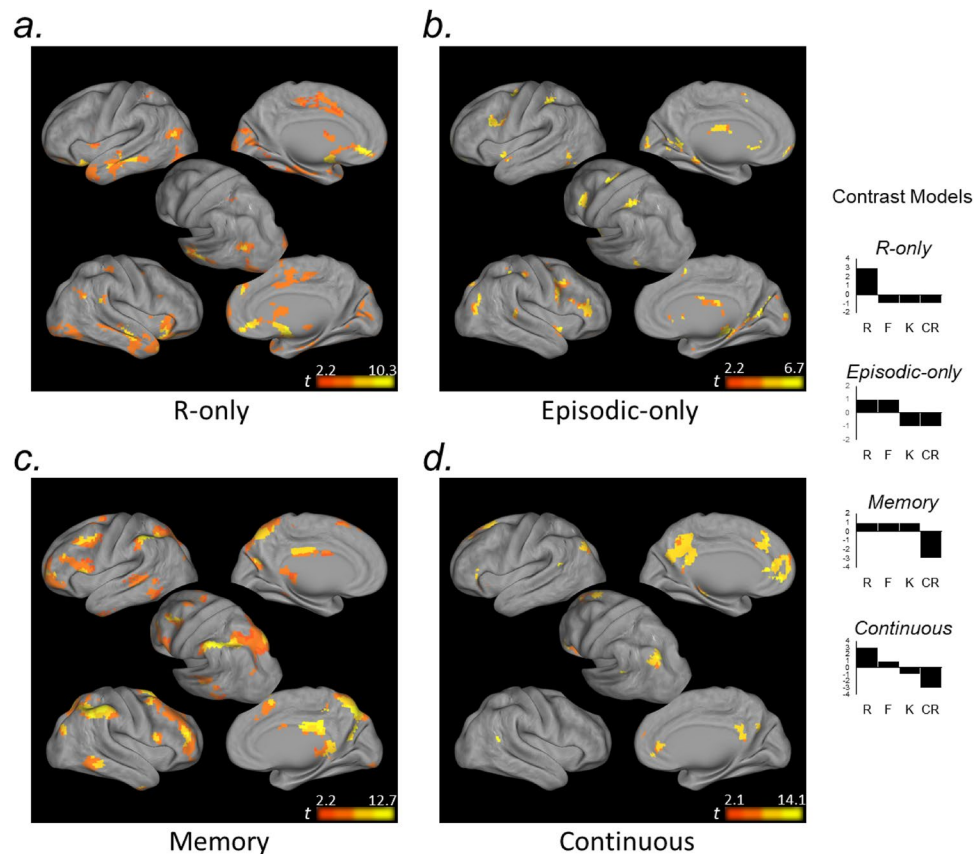 a.
b.
2.2 10.3
t
R-only
2.2 6.7
t
Episodic-only
c.
d.
2.2 12.7
t
Memory
2.1 14.1
t
Continuous
Contrast Models
R-only
4
3
2
1
0
-1
-2
R F K CR
Episodic-only
2
1
0
-1
-2
R F K CR
Memory
2
1
0
-1
-2
-3
-4
R F K CR
Continuous
4
3
2
1
0
-1
-2
-3
-4
R F K CR